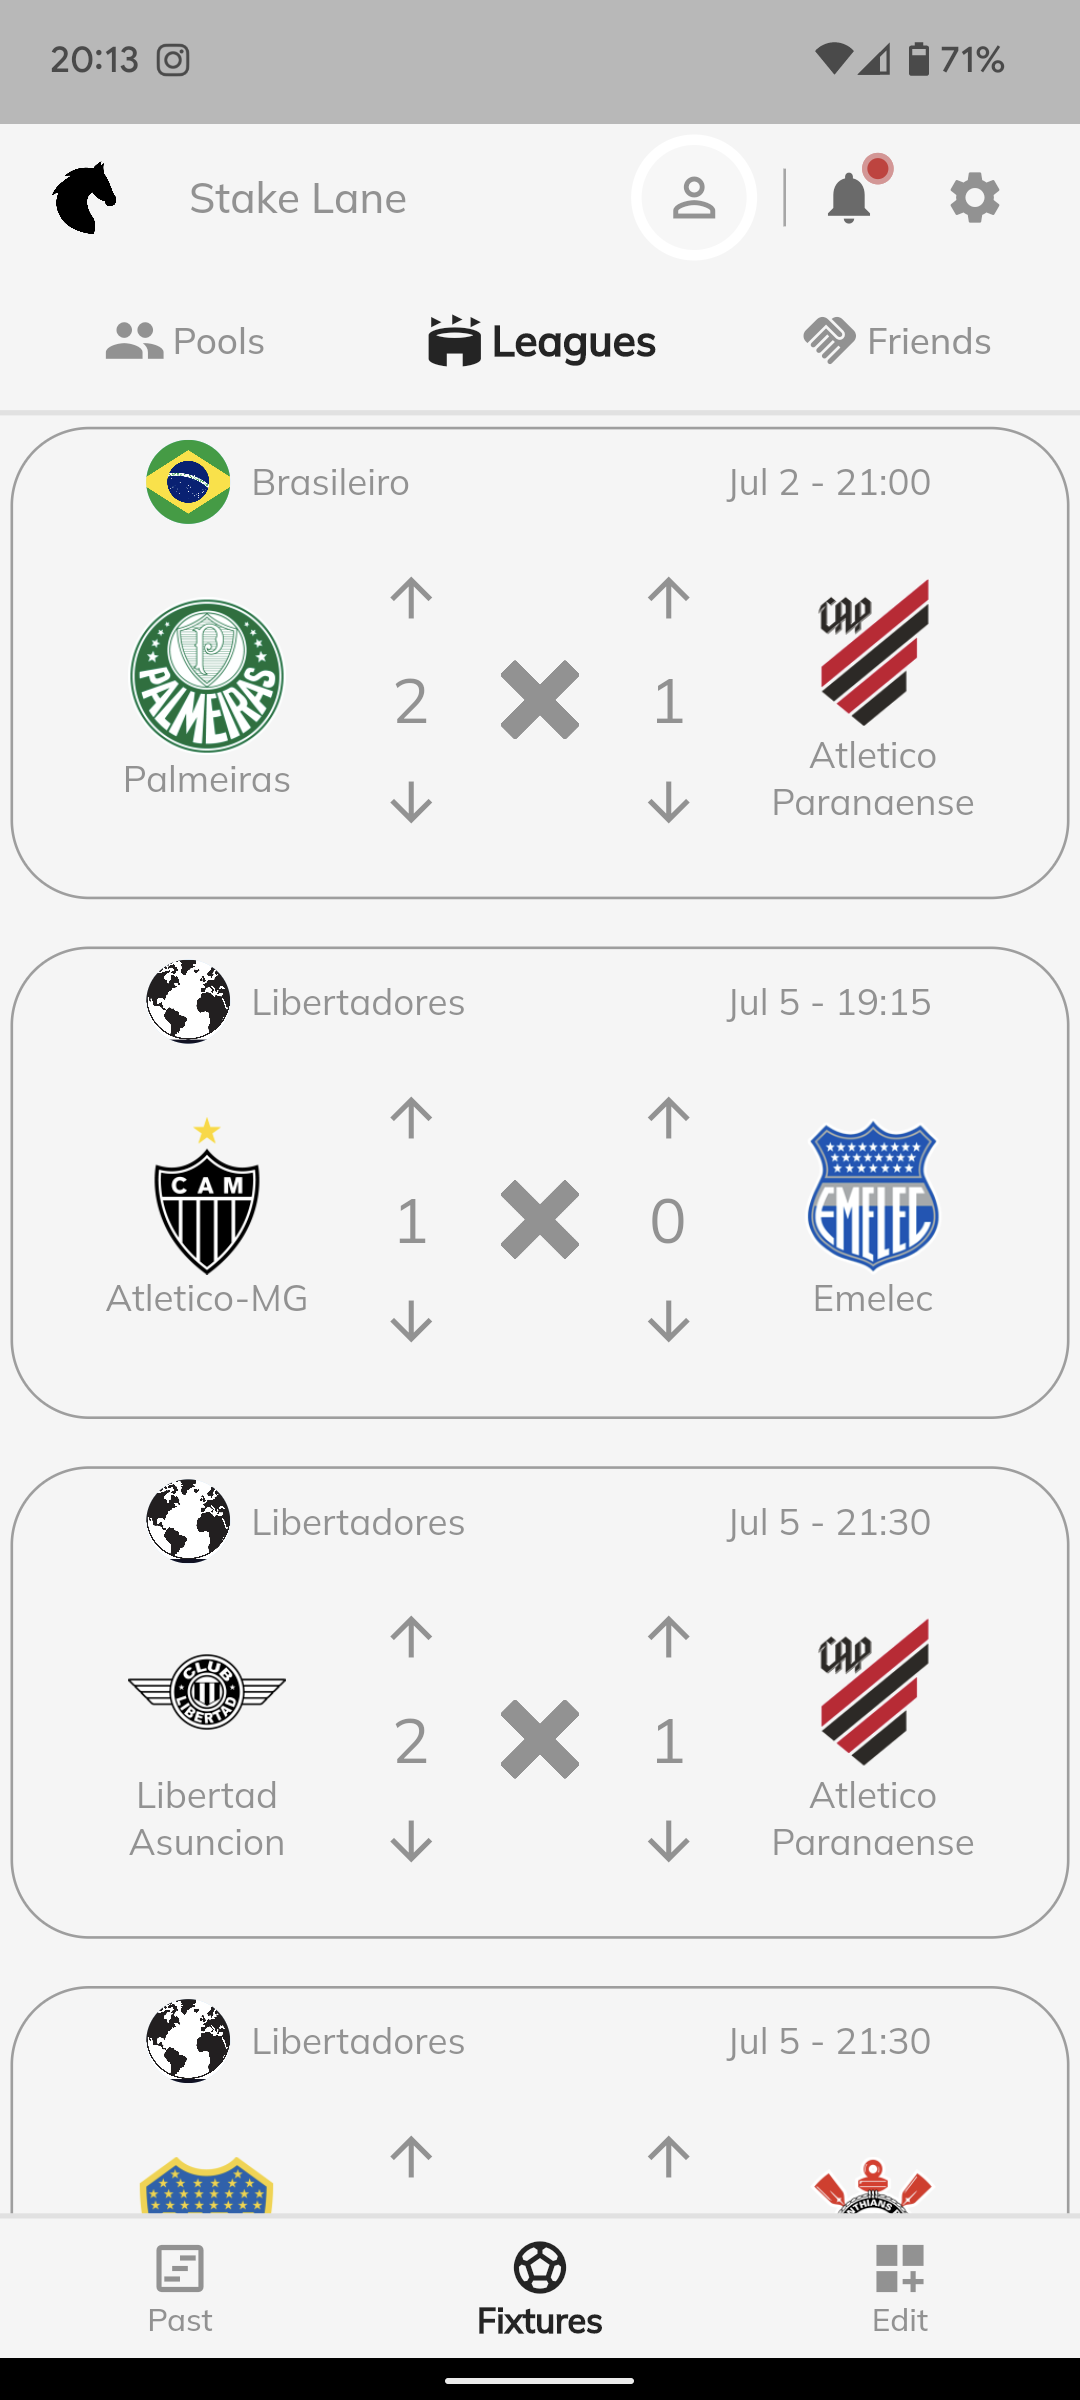 20:13
71%
Stake Lane
Pools
Leagues
Friends
Brasileiro
Jul 2 - 21:00
P
PALMEIRAS
CAP
2
1
Palmeiras
Atletico
Paranaense
Libertadores
Jul 5 - 19:15
CAM
EMELEC
1
0
Atletico-MG
Emelec
Libertadores
Jul 5 - 21:30
CLUB
LIBERTAD
CAP
2
1
Libertad
Asuncion
Atletico
Paranaense
Libertadores
Jul 5 - 21:30
Past
Fixtures
Edit